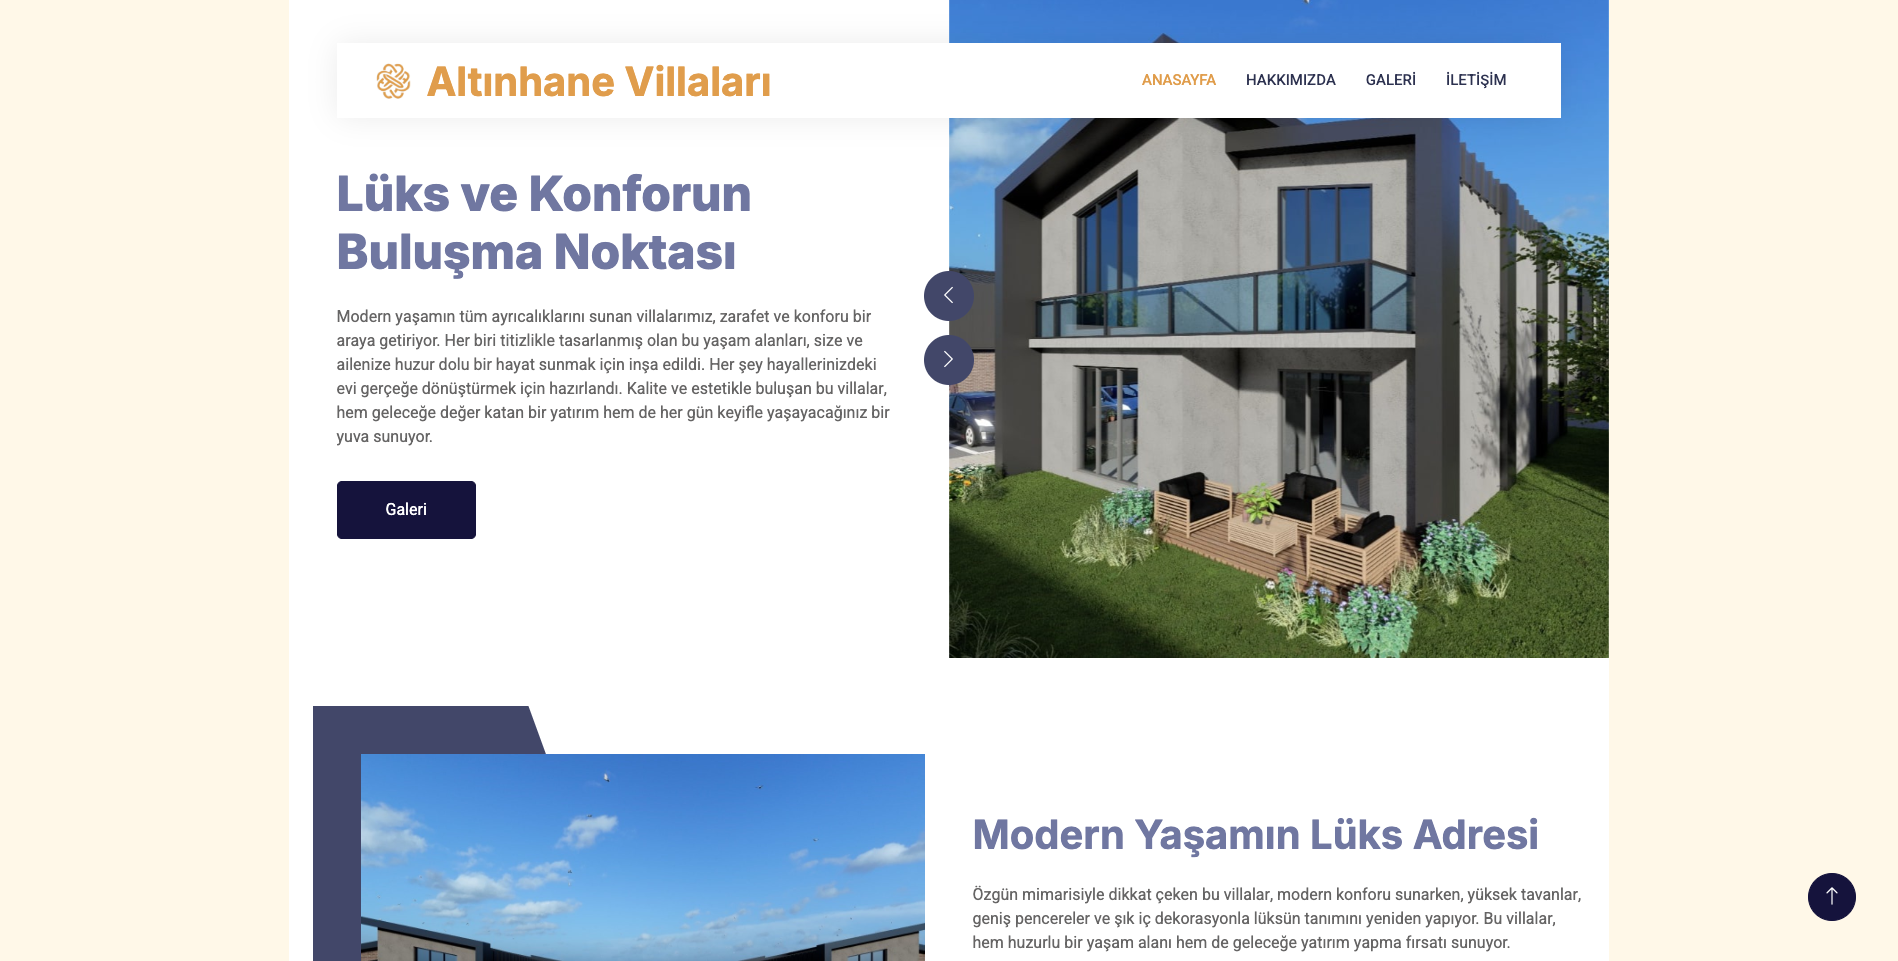 Altınhane Villaları
ANASAYFA HAKKIMIZDA GALERİ İLETİŞİM
Lüks ve Konforun
Buluşma Noktası
Modern yaşamın tüm ayrıcalıklarını sunan villalarımız, zarafet ve konforu bir
araya getiriyor. Her biri titizlikle tasarlanmış olan bu yaşam alanları, size ve
ailenize huzur dolu bir hayat sunmak için inşa edildi. Her şey hayallerinizdeki
evi gerçeğe dönüştürmek için hazırlandı. Kalite ve estetikle buluşan bu villalar,
hem geleceğe değer katan bir yatırım hem de her gün keyifle yaşayacağınız bir
yuva sunuyor.
Galeri
Modern Yaşamın Lüks Adresi
Özgün mimarisiyle dikkat çeken bu villalar, modern konforu sunarken, yüksek tavanlar,
geniş pencereler ve şık iç dekorasyonla lüksün tanımını yeniden yapıyor. Bu villalar,
hem huzurlu bir yaşam alanı hem de geleceğe yatırım yapma fırsatı sunuyor.